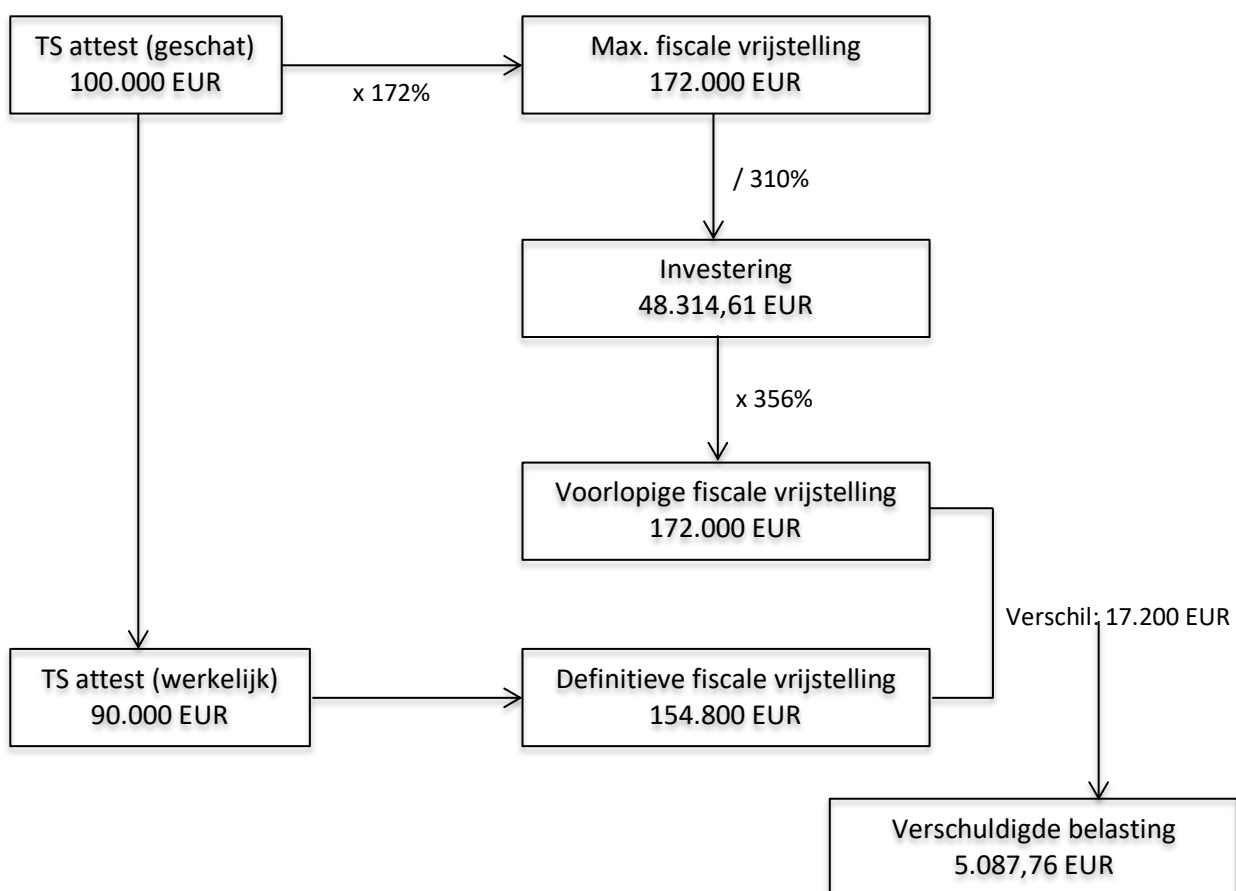 TS attest (geschat)
100.000 EUR
x 172%
Max. fiscale vrijstelling
172.000 EUR
/ 310%
Investering
48.314,61 EUR
x 356%
Voorlopige fiscale vrijstelling
172.000 EUR
Verschil: 17.200 EUR
TS attest (werkelijk)
90.000 EUR
Definitieve fiscale vrijstelling
154.800 EUR
Verschuldigde belasting
5.087,76 EUR